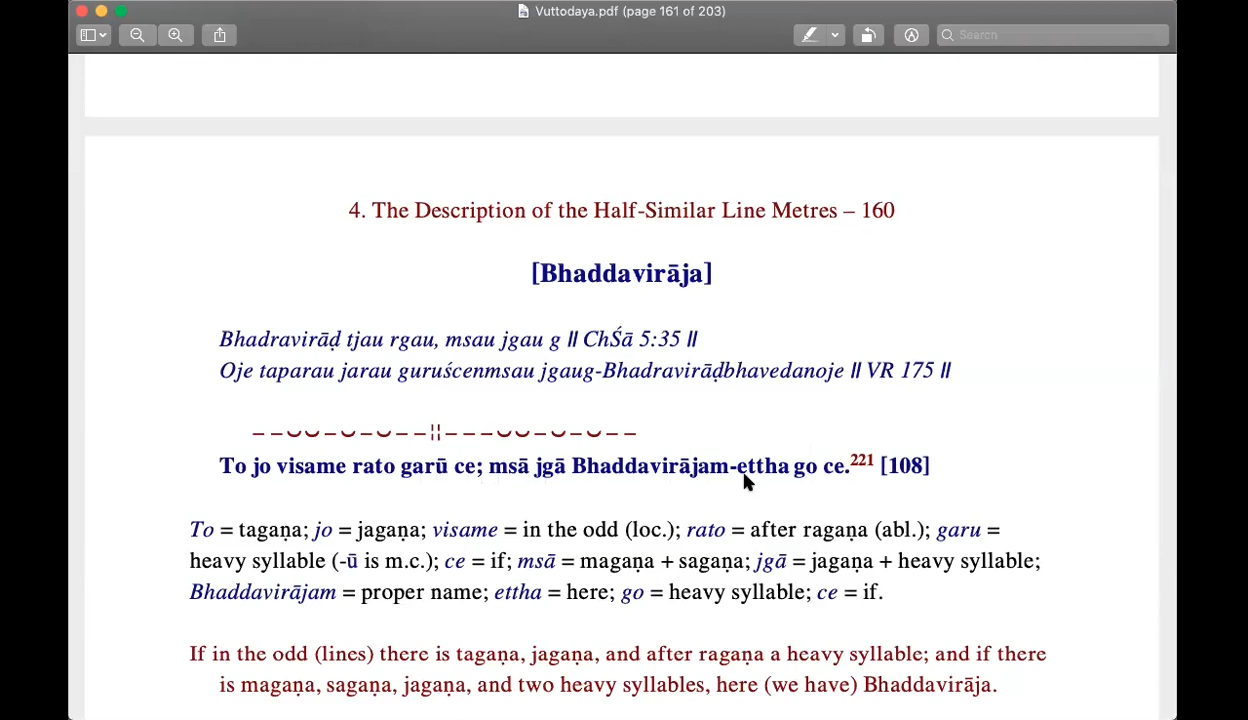 Vuttodaya.pdf (page 161 of 203)
Search
4. The Description of the Half-Similar Line Metres – 160
[Bhaddavirāja]
Bhadravirāḍ tjau rgau, msau jgau g || ChŚā 5:35 ||
Oje taparau jarau guruścenmsau jgaug-Bhadravirāḍbhavedanoje || VR 175 ||
– – ⏑ ⏑ – ⏑ – ⏑ – – ¦¦ – – – ⏑ ⏑ – ⏑ – ⏑ – –
To jo visame rato garū ce; msā jgā Bhaddavirājam-ettha go ce.221 [108]
To = tagaṇa; jo = jagaṇa; visame = in the odd (loc.); rato = after ragaṇa (abl.); garu =
heavy syllable (-ū is m.c.); ce = if; msā = magaṇa + sagaṇa; jgā = jagaṇa + heavy syllable;
Bhaddavirājam = proper name; ettha = here; go = heavy syllable; ce = if.
If in the odd (lines) there is tagaṇa, jagaṇa, and after ragaṇa a heavy syllable; and if there
is magaṇa, sagaṇa, jagaṇa, and two heavy syllables, here (we have) Bhaddavirāja.